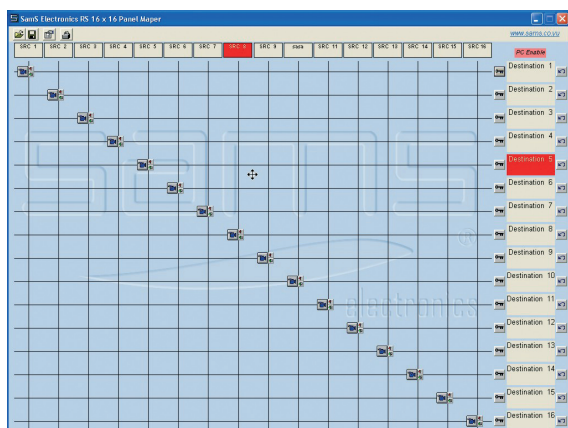 SamS Electronics RS 16 x 16 Panel Maper
www.sams.co.yu
SRC 1 SRC 2 SRC 3 SRC 4 SRC 5 SRC 6 SRC 7 SRC 8 SRC 9 sasa SRC 11 SRC 12 SRC 13 SRC 14 SRC 15 SRC 16
PC Enable
Destination 1
Destination 2
Destination 3
Destination 4
Destination 5
Destination 6
Destination 7
Destination 8
Destination 9
Destination 10
Destination 11
Destination 12
Destination 13
Destination 14
Destination 15
Destination 16
sams
®
electronics